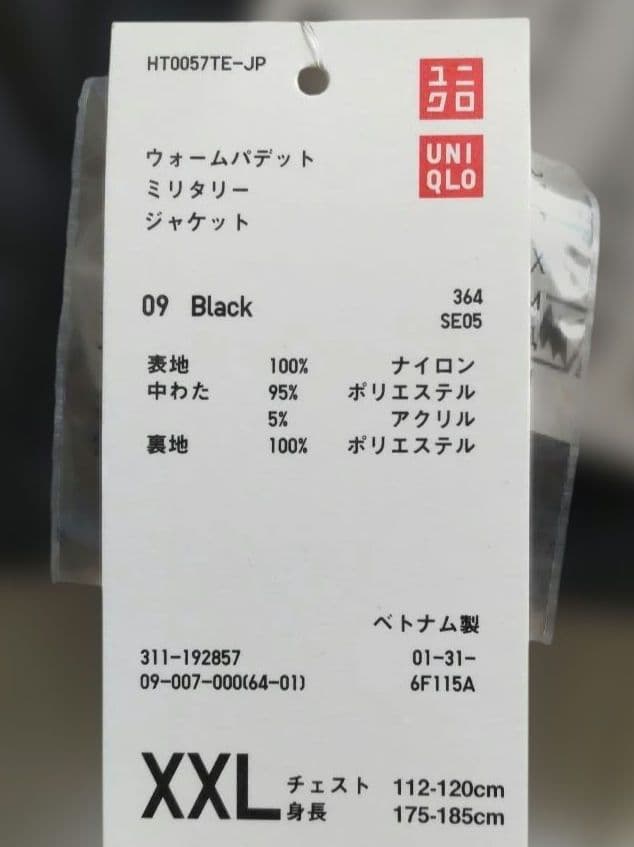 HT0057TE-JP
ユニ
クロ
UNI
QLO
ウォームパデット
ミリタリー
ジャケット
09 Black
364
SE05
表地 100% ナイロン
中わた 95% ポリエステル
5% アクリル
裏地 100% ポリエステル
ベトナム製
311-192857 01-31-
09-007-000(64-01) 6F115A
XXL
チェスト 112-120cm
身長 175-185cm